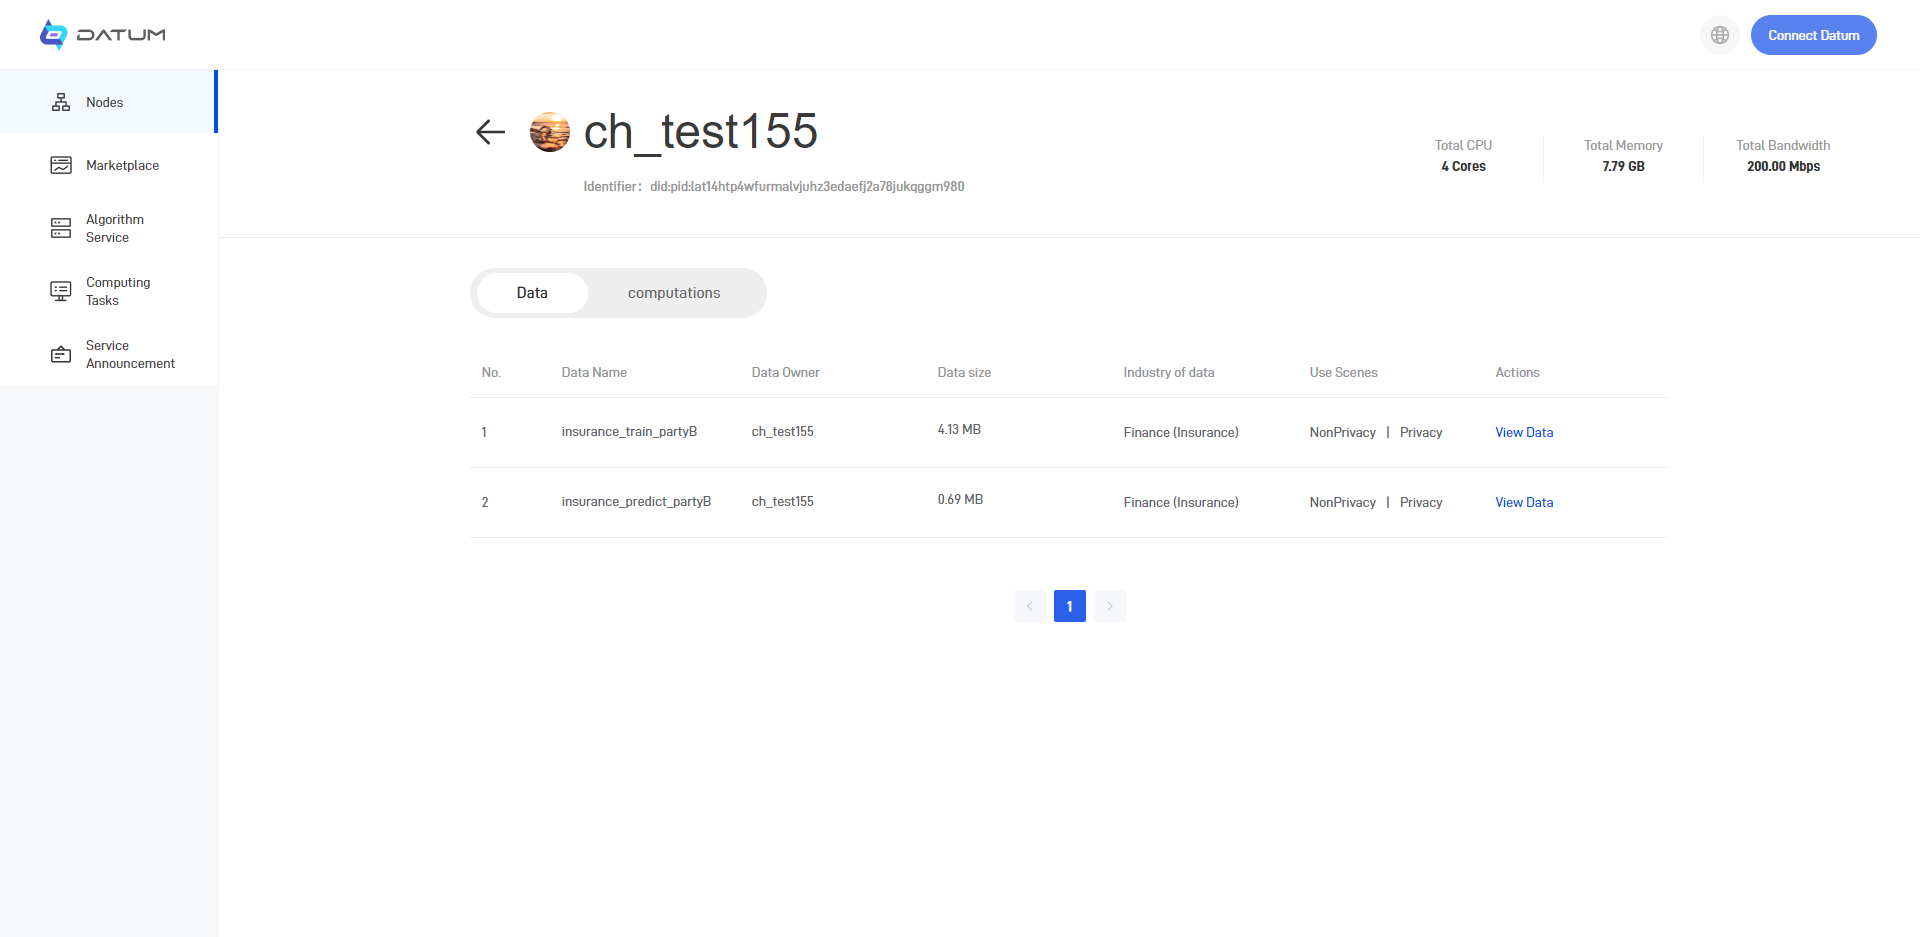 DATUM
Connect Datum
Nodes
Marketplace
Algorithm
Service
Computing
Tasks
Service
Announcement
ch_test155
Identifier： did:pid:lat14htp4wfurmalvjuhz3edaefj2a78jukqggm980
Total CPU
4 Cores
Total Memory
7.79 GB
Total Bandwidth
200.00 Mbps
Data computations
No. Data Name Data Owner Data size Industry of data Use Scenes Actions
1 insurance_train_partyB ch_test155 4.13 MB Finance (Insurance) NonPrivacy | Privacy View Data
2 insurance_predict_partyB ch_test155 0.69 MB Finance (Insurance) NonPrivacy | Privacy View Data
< 1 >